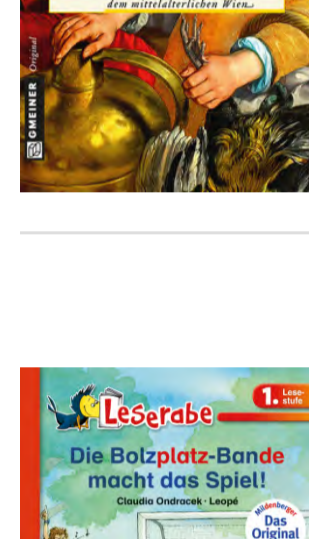 dem mittelalterlichen Wien
GMEINER Original
Leserabe
1. Lese-
stufe
Die Bolzplatz-Bande
macht das Spiel!
Claudia Ondracek · Leopé
Mildenberger
Das
Original